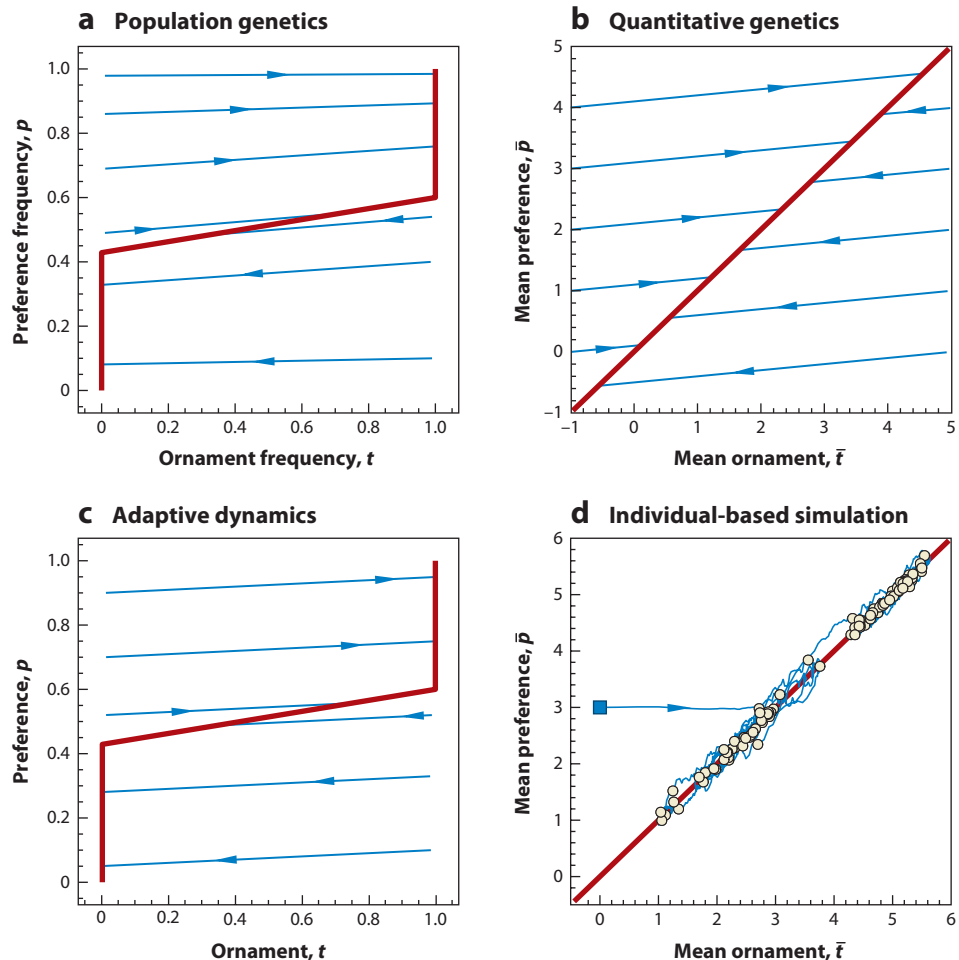 a Population genetics
1.0
0.8
0.6
0.4
0.2
0
Preference frequency, p
0 0.2 0.4 0.6 0.8 1.0
Ornament frequency, t
b Quantitative genetics
5
4
3
2
1
0
−1
Mean preference, p̄
−1 0 1 2 3 4 5
Mean ornament, t̄
c Adaptive dynamics
1.0
0.8
0.6
0.4
0.2
0
Preference, p
0 0.2 0.4 0.6 0.8 1.0
Ornament, t
d Individual-based simulation
6
5
4
3
2
1
0
Mean preference, p̄
0 1 2 3 4 5 6
Mean ornament, t̄